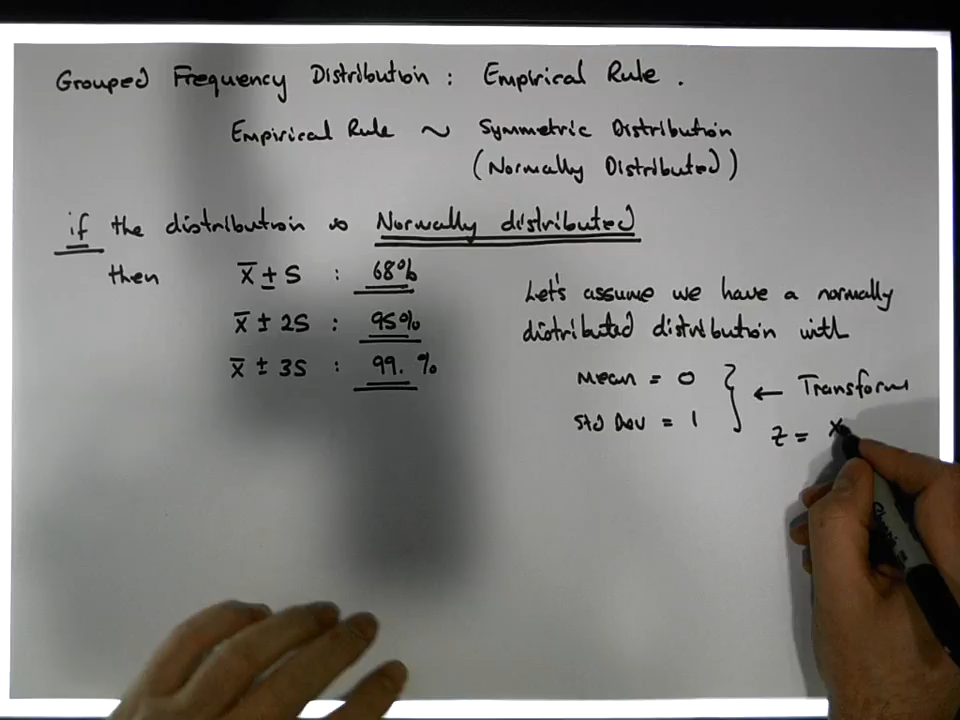 Grouped Frequency Distribution : Empirical Rule .
Empirical Rule ~ Symmetric Distribution
(Normally Distributed)
if the distribution is Normally distributed
then x̄ ± S : 68%
x̄ ± 2S : 95%
x̄ ± 3S : 99. %
Let's assume we have a normally
distributed distribution with
Mean = 0
Std Dev = 1
← Transform
Z = x